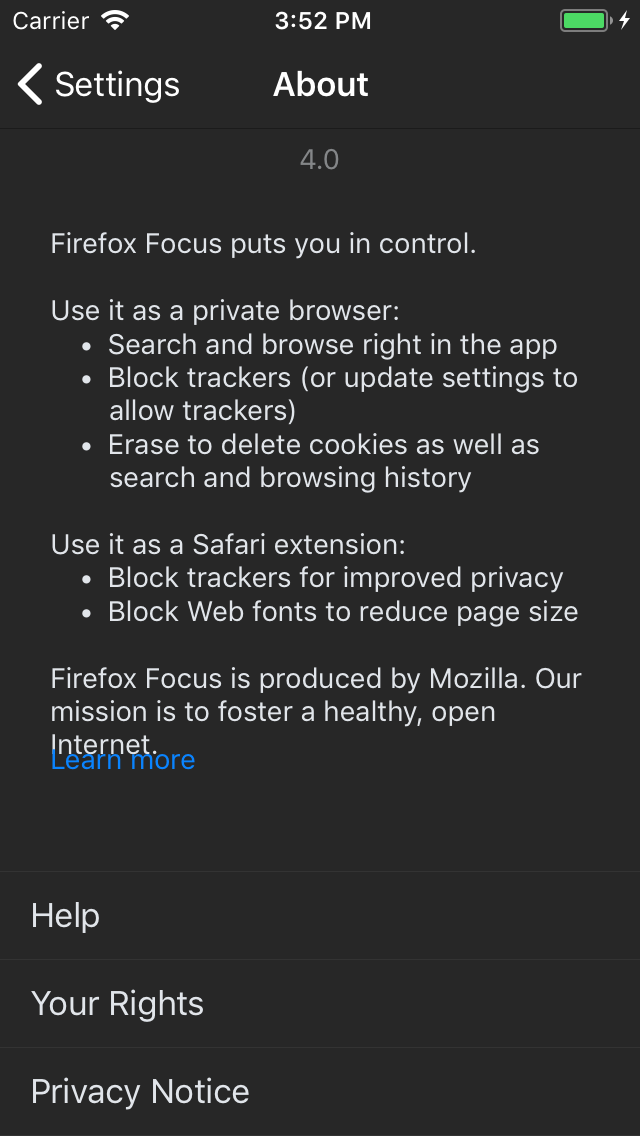 Carrier 3:52 PM
Settings About
4.0
Firefox Focus puts you in control.
Use it as a private browser:
• Search and browse right in the app
• Block trackers (or update settings to
allow trackers)
• Erase to delete cookies as well as
search and browsing history
Use it as a Safari extension:
• Block trackers for improved privacy
• Block Web fonts to reduce page size
Firefox Focus is produced by Mozilla. Our
mission is to foster a healthy, open
Internet.
Learn more
Help
Your Rights
Privacy Notice